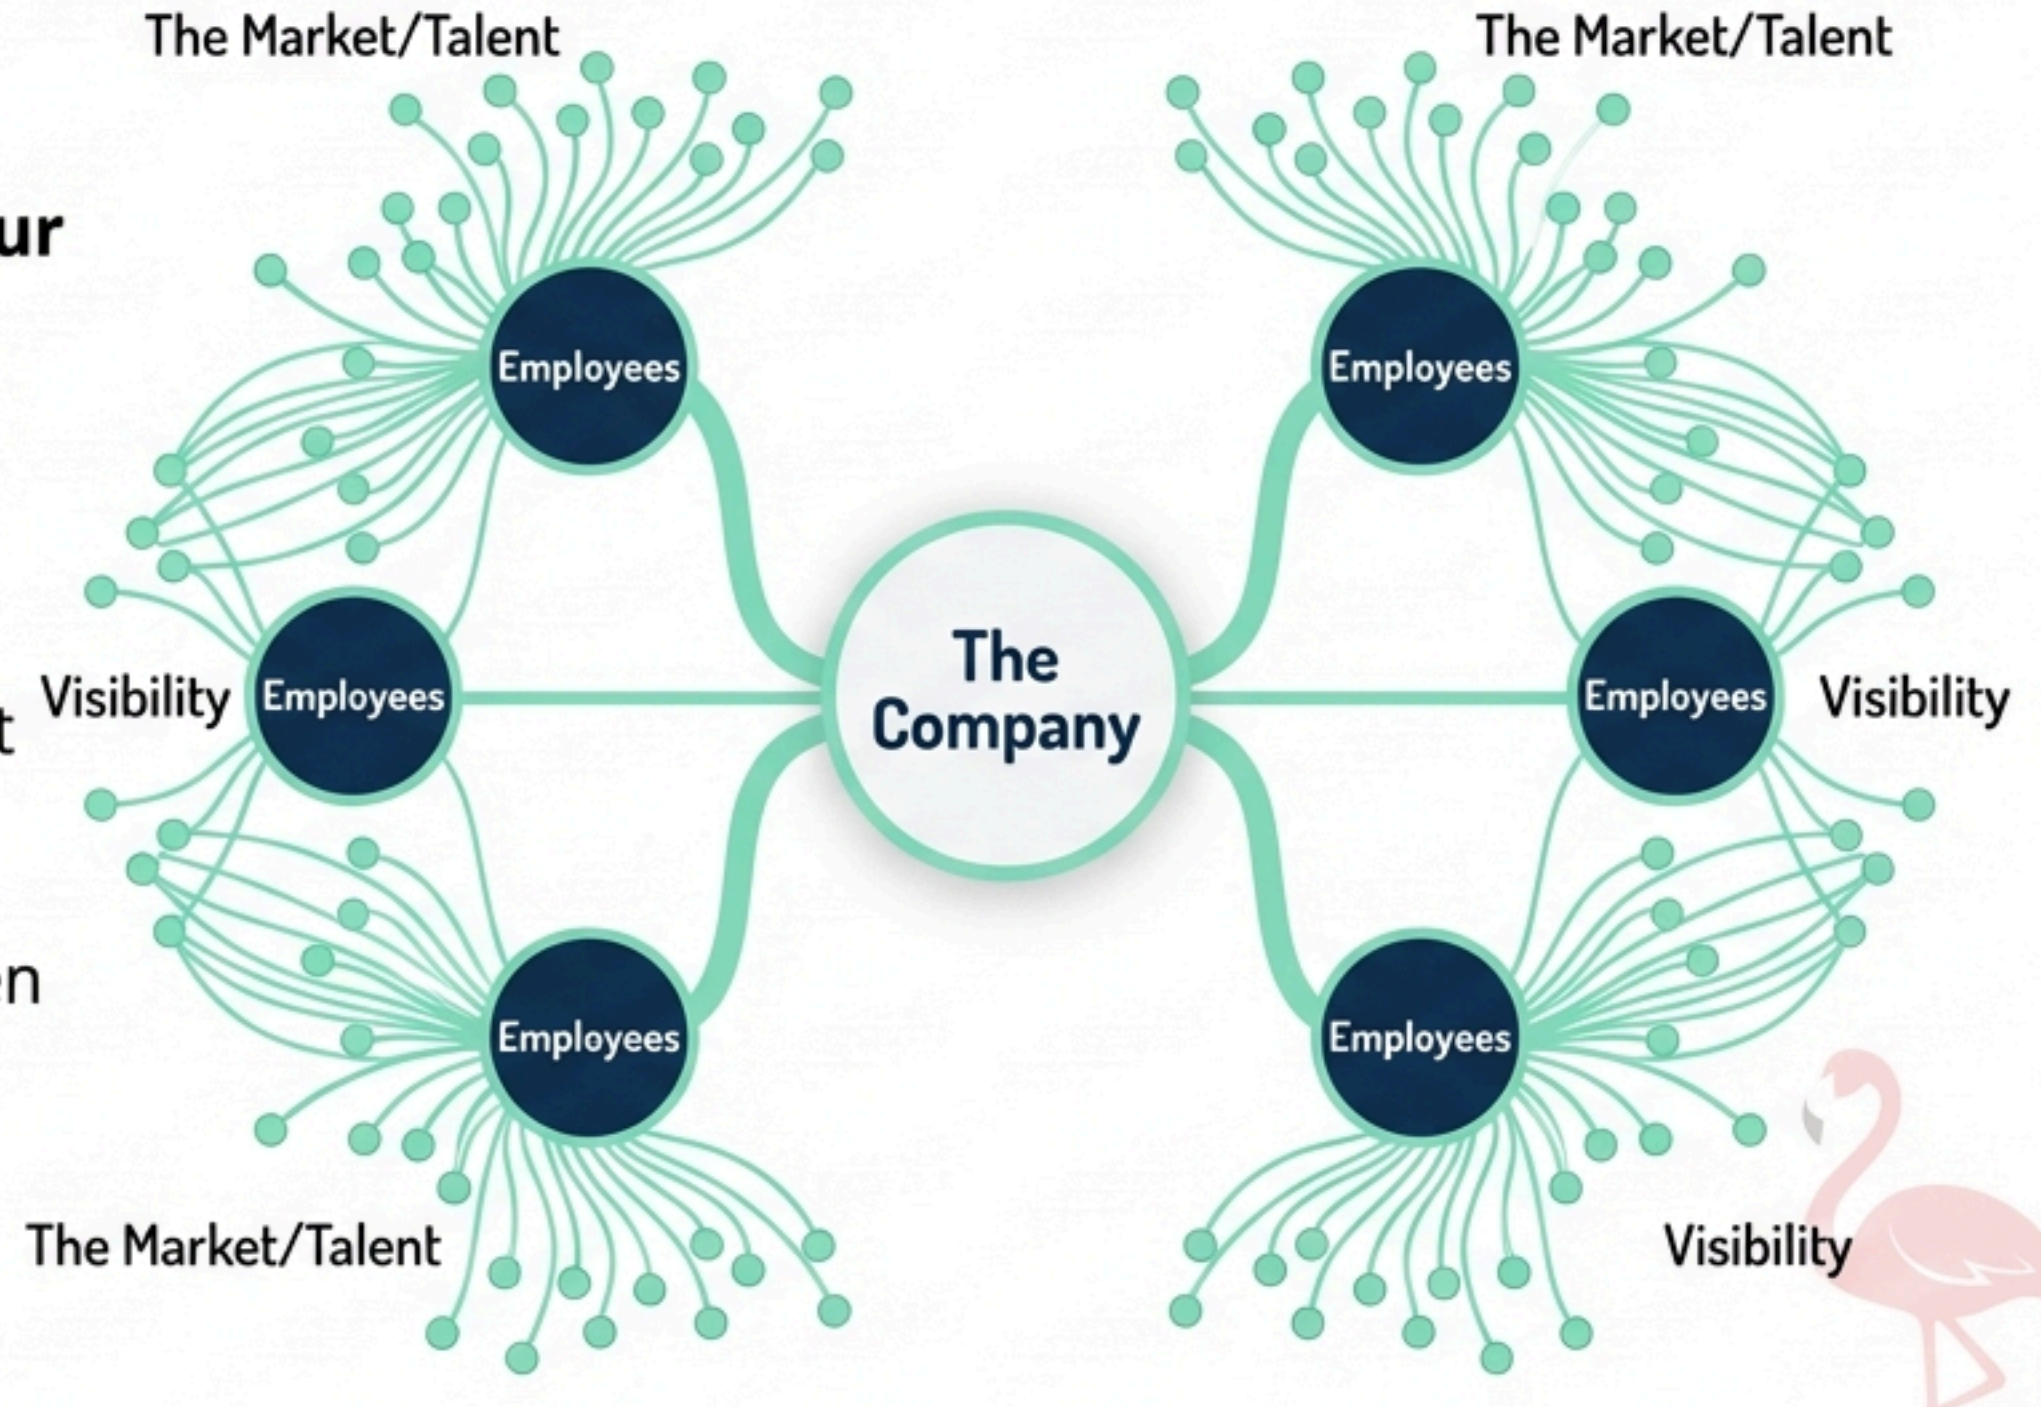 The Market/Talent
The Market/Talent
ur
Employees
Employees
The
Company
Visibility
Employees
Employees
Visibility
t
en
Employees
Employees
The Market/Talent
Visibility